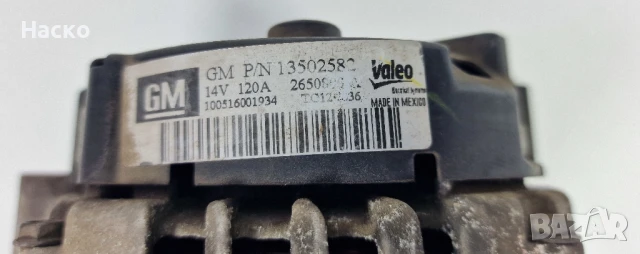 Наско
GM
GM P/N 13502582
14V 120A
100516001934
Valeo
MADE IN MEXICO
BAZAR